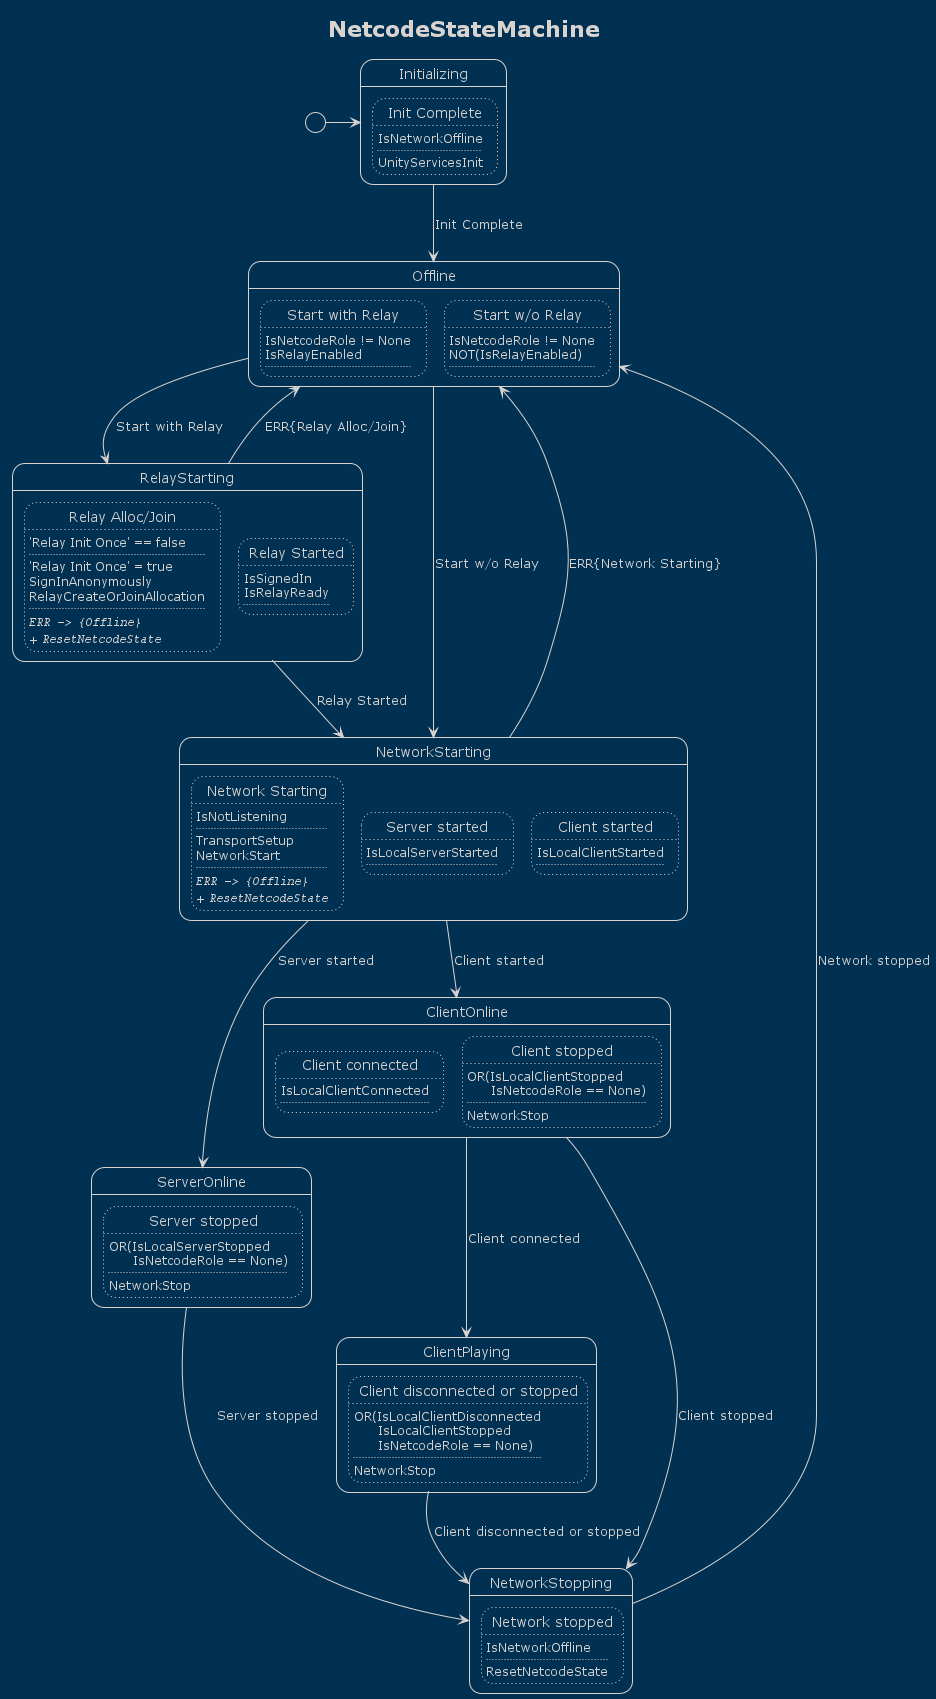 NetcodeStateMachine
Initializing
Init Complete
IsNetworkOffline
UnityServicesInit
Init Complete
Offline
Start with Relay
IsNetcodeRole != None
IsRelayEnabled
Start w/o Relay
IsNetcodeRole != None
NOT(IsRelayEnabled)
Start with Relay
ERR{Relay Alloc/Join}
RelayStarting
Relay Alloc/Join
'Relay Init Once' == false
'Relay Init Once' = true
SignInAnonymously
RelayCreateOrJoinAllocation
ERR -> {Offline}
+ ResetNetcodeState
Relay Started
IsSignedIn
IsRelayReady
Start w/o Relay
ERR{Network Starting}
Relay Started
NetworkStarting
Network Starting
IsNotListening
TransportSetup
NetworkStart
ERR -> {Offline}
+ ResetNetcodeState
Server started
IsLocalServerStarted
Client started
IsLocalClientStarted
Server started
Client started
Network stopped
ClientOnline
Client connected
IsLocalClientConnected
Client stopped
OR(IsLocalClientStopped
IsNetcodeRole == None)
NetworkStop
ServerOnline
Server stopped
OR(IsLocalServerStopped
IsNetcodeRole == None)
NetworkStop
Client connected
ClientPlaying
Client disconnected or stopped
OR(IsLocalClientDisconnected
IsLocalClientStopped
IsNetcodeRole == None)
NetworkStop
Server stopped
Client stopped
Client disconnected or stopped
NetworkStopping
Network stopped
IsNetworkOffline
ResetNetcodeState